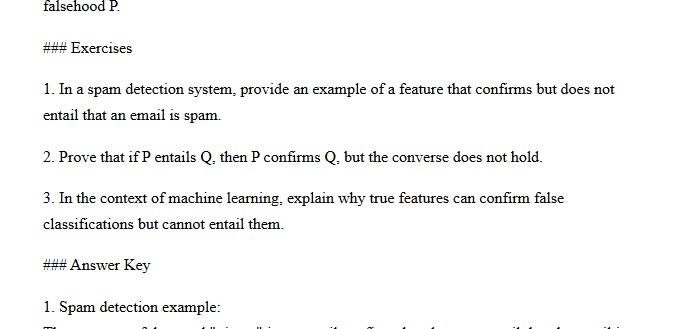 falsehood P.
### Exercises
1. In a spam detection system, provide an example of a feature that confirms but does not
entail that an email is spam.
2. Prove that if P entails Q, then P confirms Q, but the converse does not hold.
3. In the context of machine learning, explain why true features can confirm false
classifications but cannot entail them.
### Answer Key
1. Spam detection example: